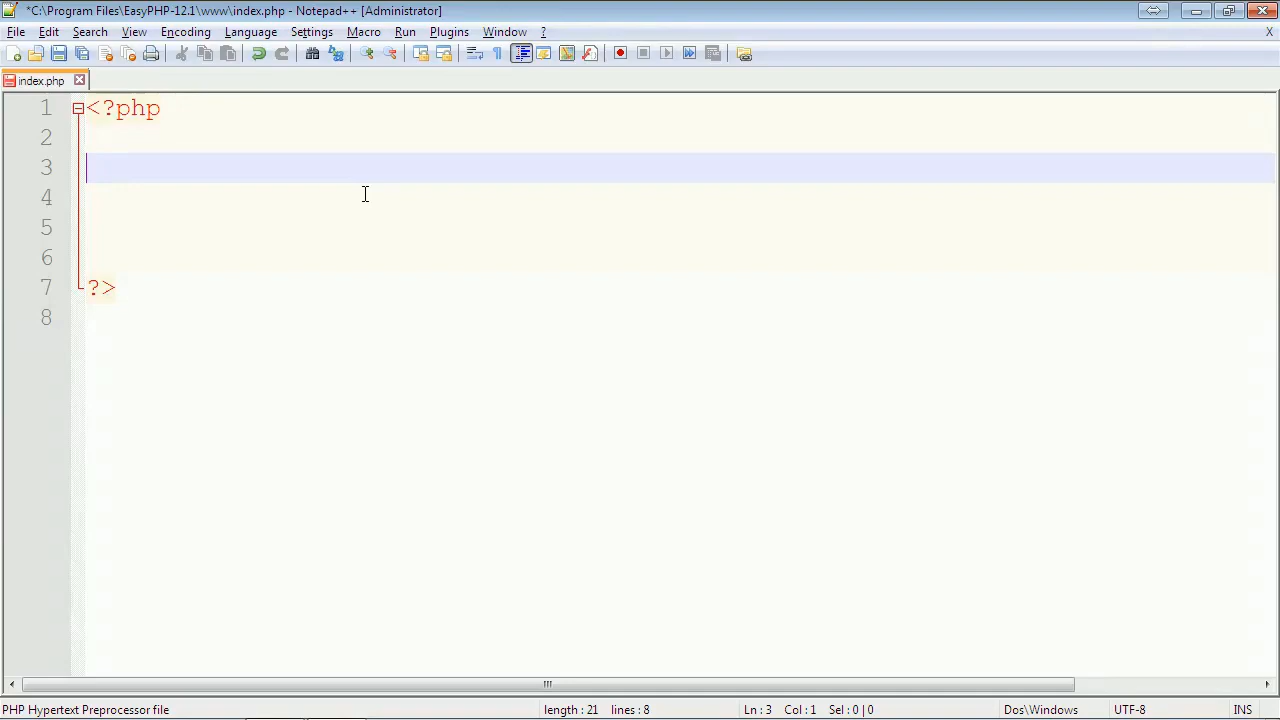 *C:\Program Files\EasyPHP-12.1\www\index.php - Notepad++ [Administrator]
File Edit Search View Encoding Language Settings Macro Run Plugins Window ? X
index.php
1 <?php
2
3
4
5
6
7 ?>
8
PHP Hypertext Preprocessor file length : 21 lines : 8 Ln : 3 Col : 1 Sel : 0 | 0 Dos\Windows UTF-8 INS